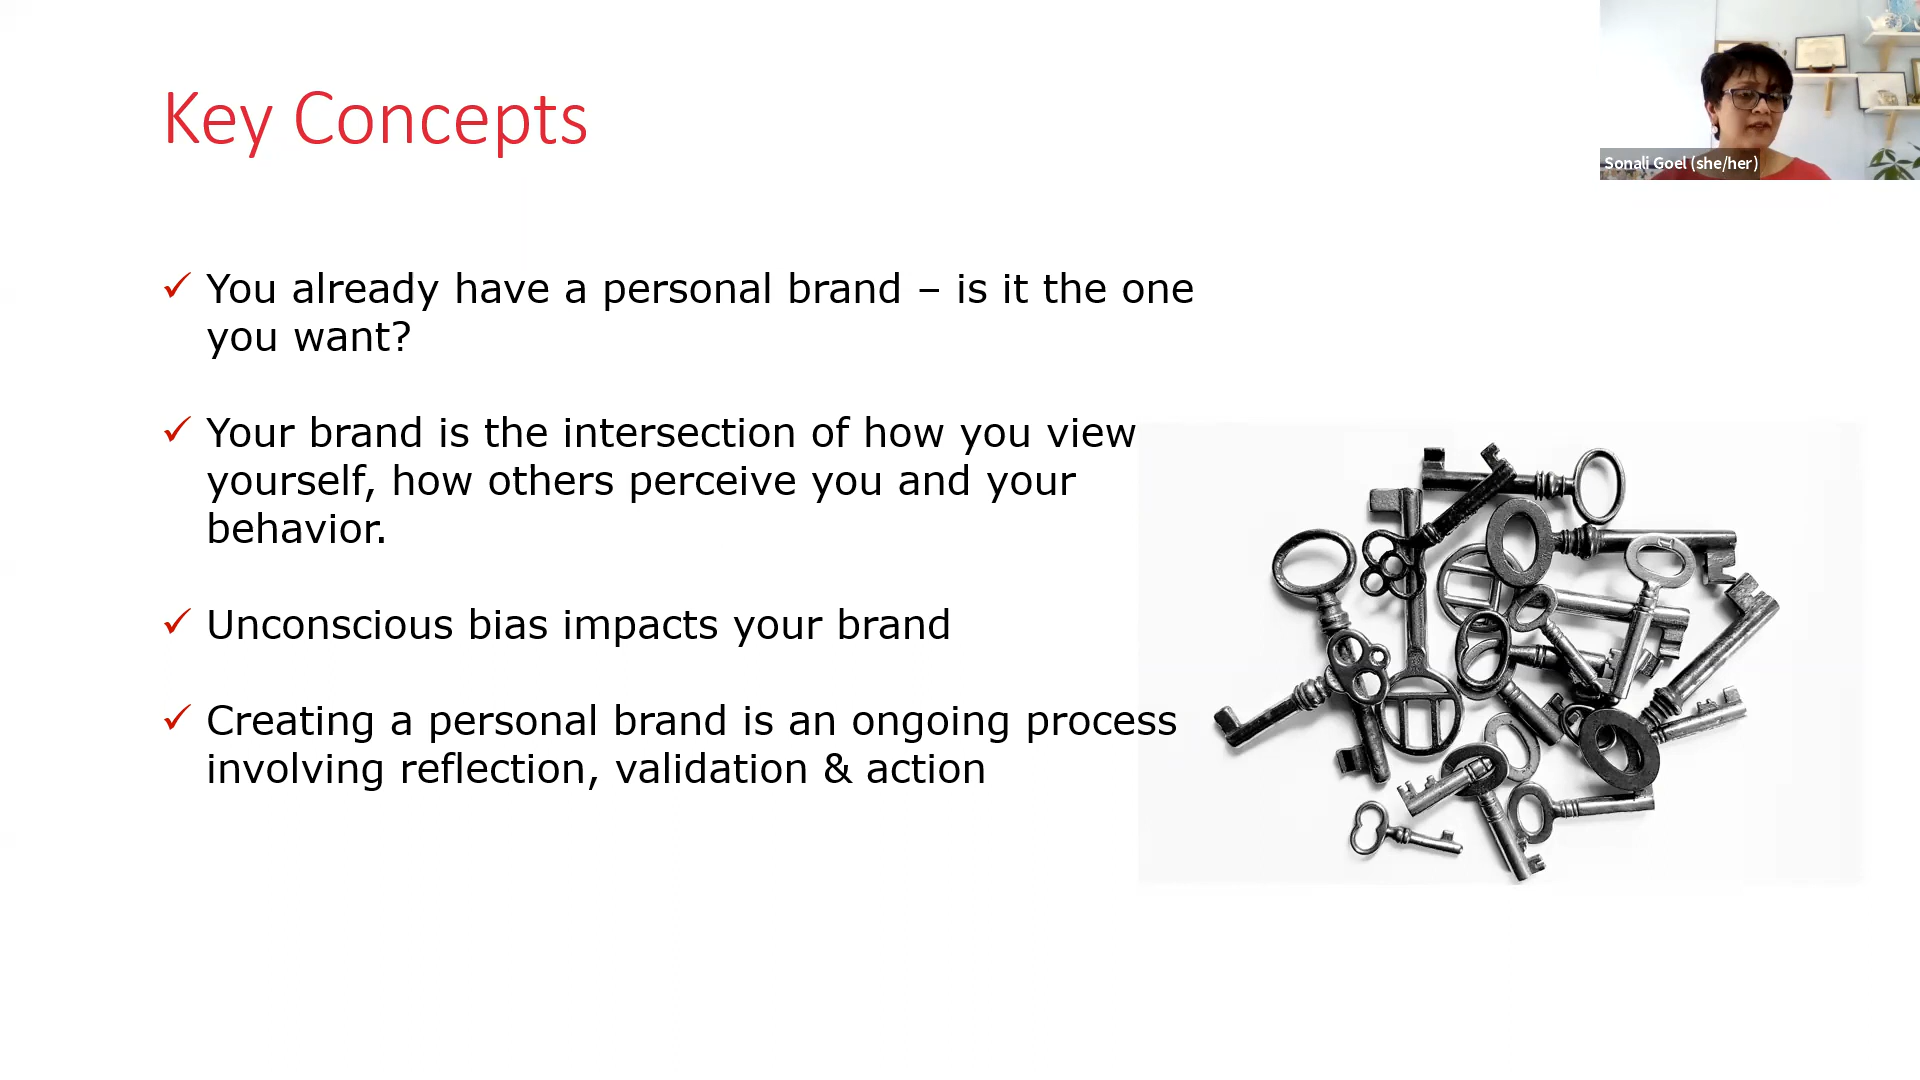 Key Concepts
Sonali Goel (she/her)
✓ You already have a personal brand – is it the one
you want?
✓ Your brand is the intersection of how you view
yourself, how others perceive you and your
behavior.
✓ Unconscious bias impacts your brand
✓ Creating a personal brand is an ongoing process
involving reflection, validation & action